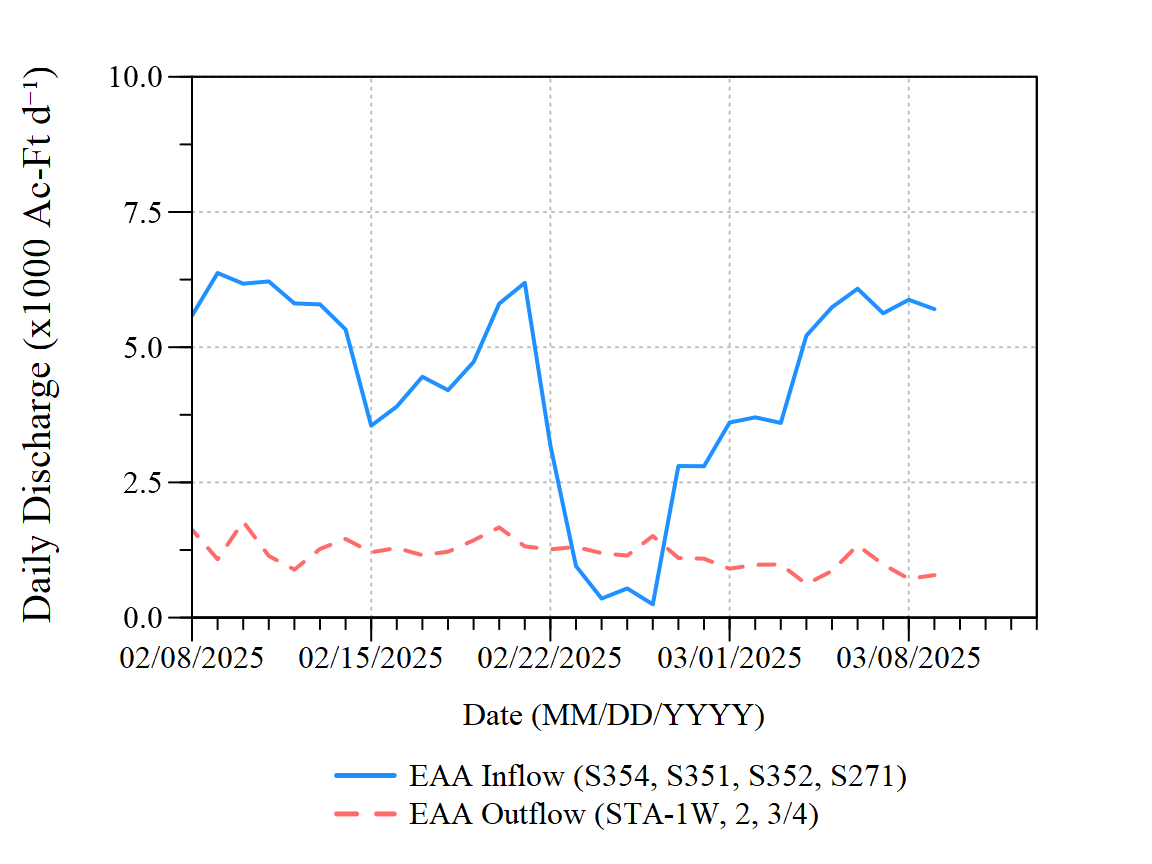 Daily Discharge (x1000 Ac-Ft d⁻¹)
10.0
7.5
5.0
2.5
0.0
02/08/2025 02/15/2025 02/22/2025 03/01/2025 03/08/2025
Date (MM/DD/YYYY)
EAA Inflow (S354, S351, S352, S271)
EAA Outflow (STA-1W, 2, 3/4)